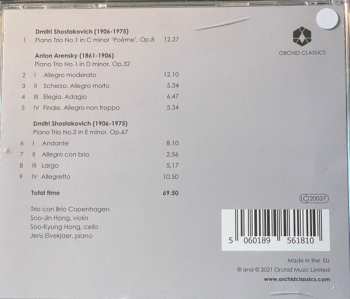 Dmitri Shostakovich (1906-1975)
Piano Trio No.1 in C minor 'Poème', Op.8
1 12.37
Anton Arensky (1861-1906)
Piano Trio No.1 in D minor, Op.32
2 I Allegro moderato 12.10
3 II Scherzo. Allegro molto 5.34
4 III Elegia. Adagio 6.47
5 IV Finale. Allegro non troppo 5.34
Dmitri Shostakovich (1906-1975)
Piano Trio No.2 in E minor, Op.67
6 I Andante 8.10
7 II Allegro con brio 2.56
8 III Largo 5.17
9 IV Allegretto 10.50
Total time 69.50
Trio con Brio Copenhagen
Soo-Jin Hong, violin
Soo-Kyung Hong, cello
Jens Elvekjaer, piano
ORCHID CLASSICS
LC20037
5 060189 561810
Made in the EU
℗ and © 2021 Orchid Music Limited
www.orchidclassics.com